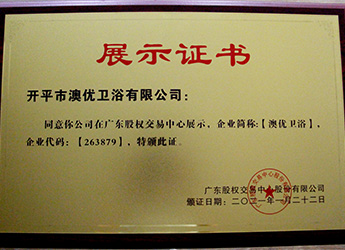 展示证书
开平市澳优卫浴有限公司：
同意你公司在广东股权交易中心展示，企业简称：【澳优卫浴】，
企业代码：【263879】，特颁此证。
广东股权交易中心股份有限公司
颁证日期：二〇二一年一月二十二日